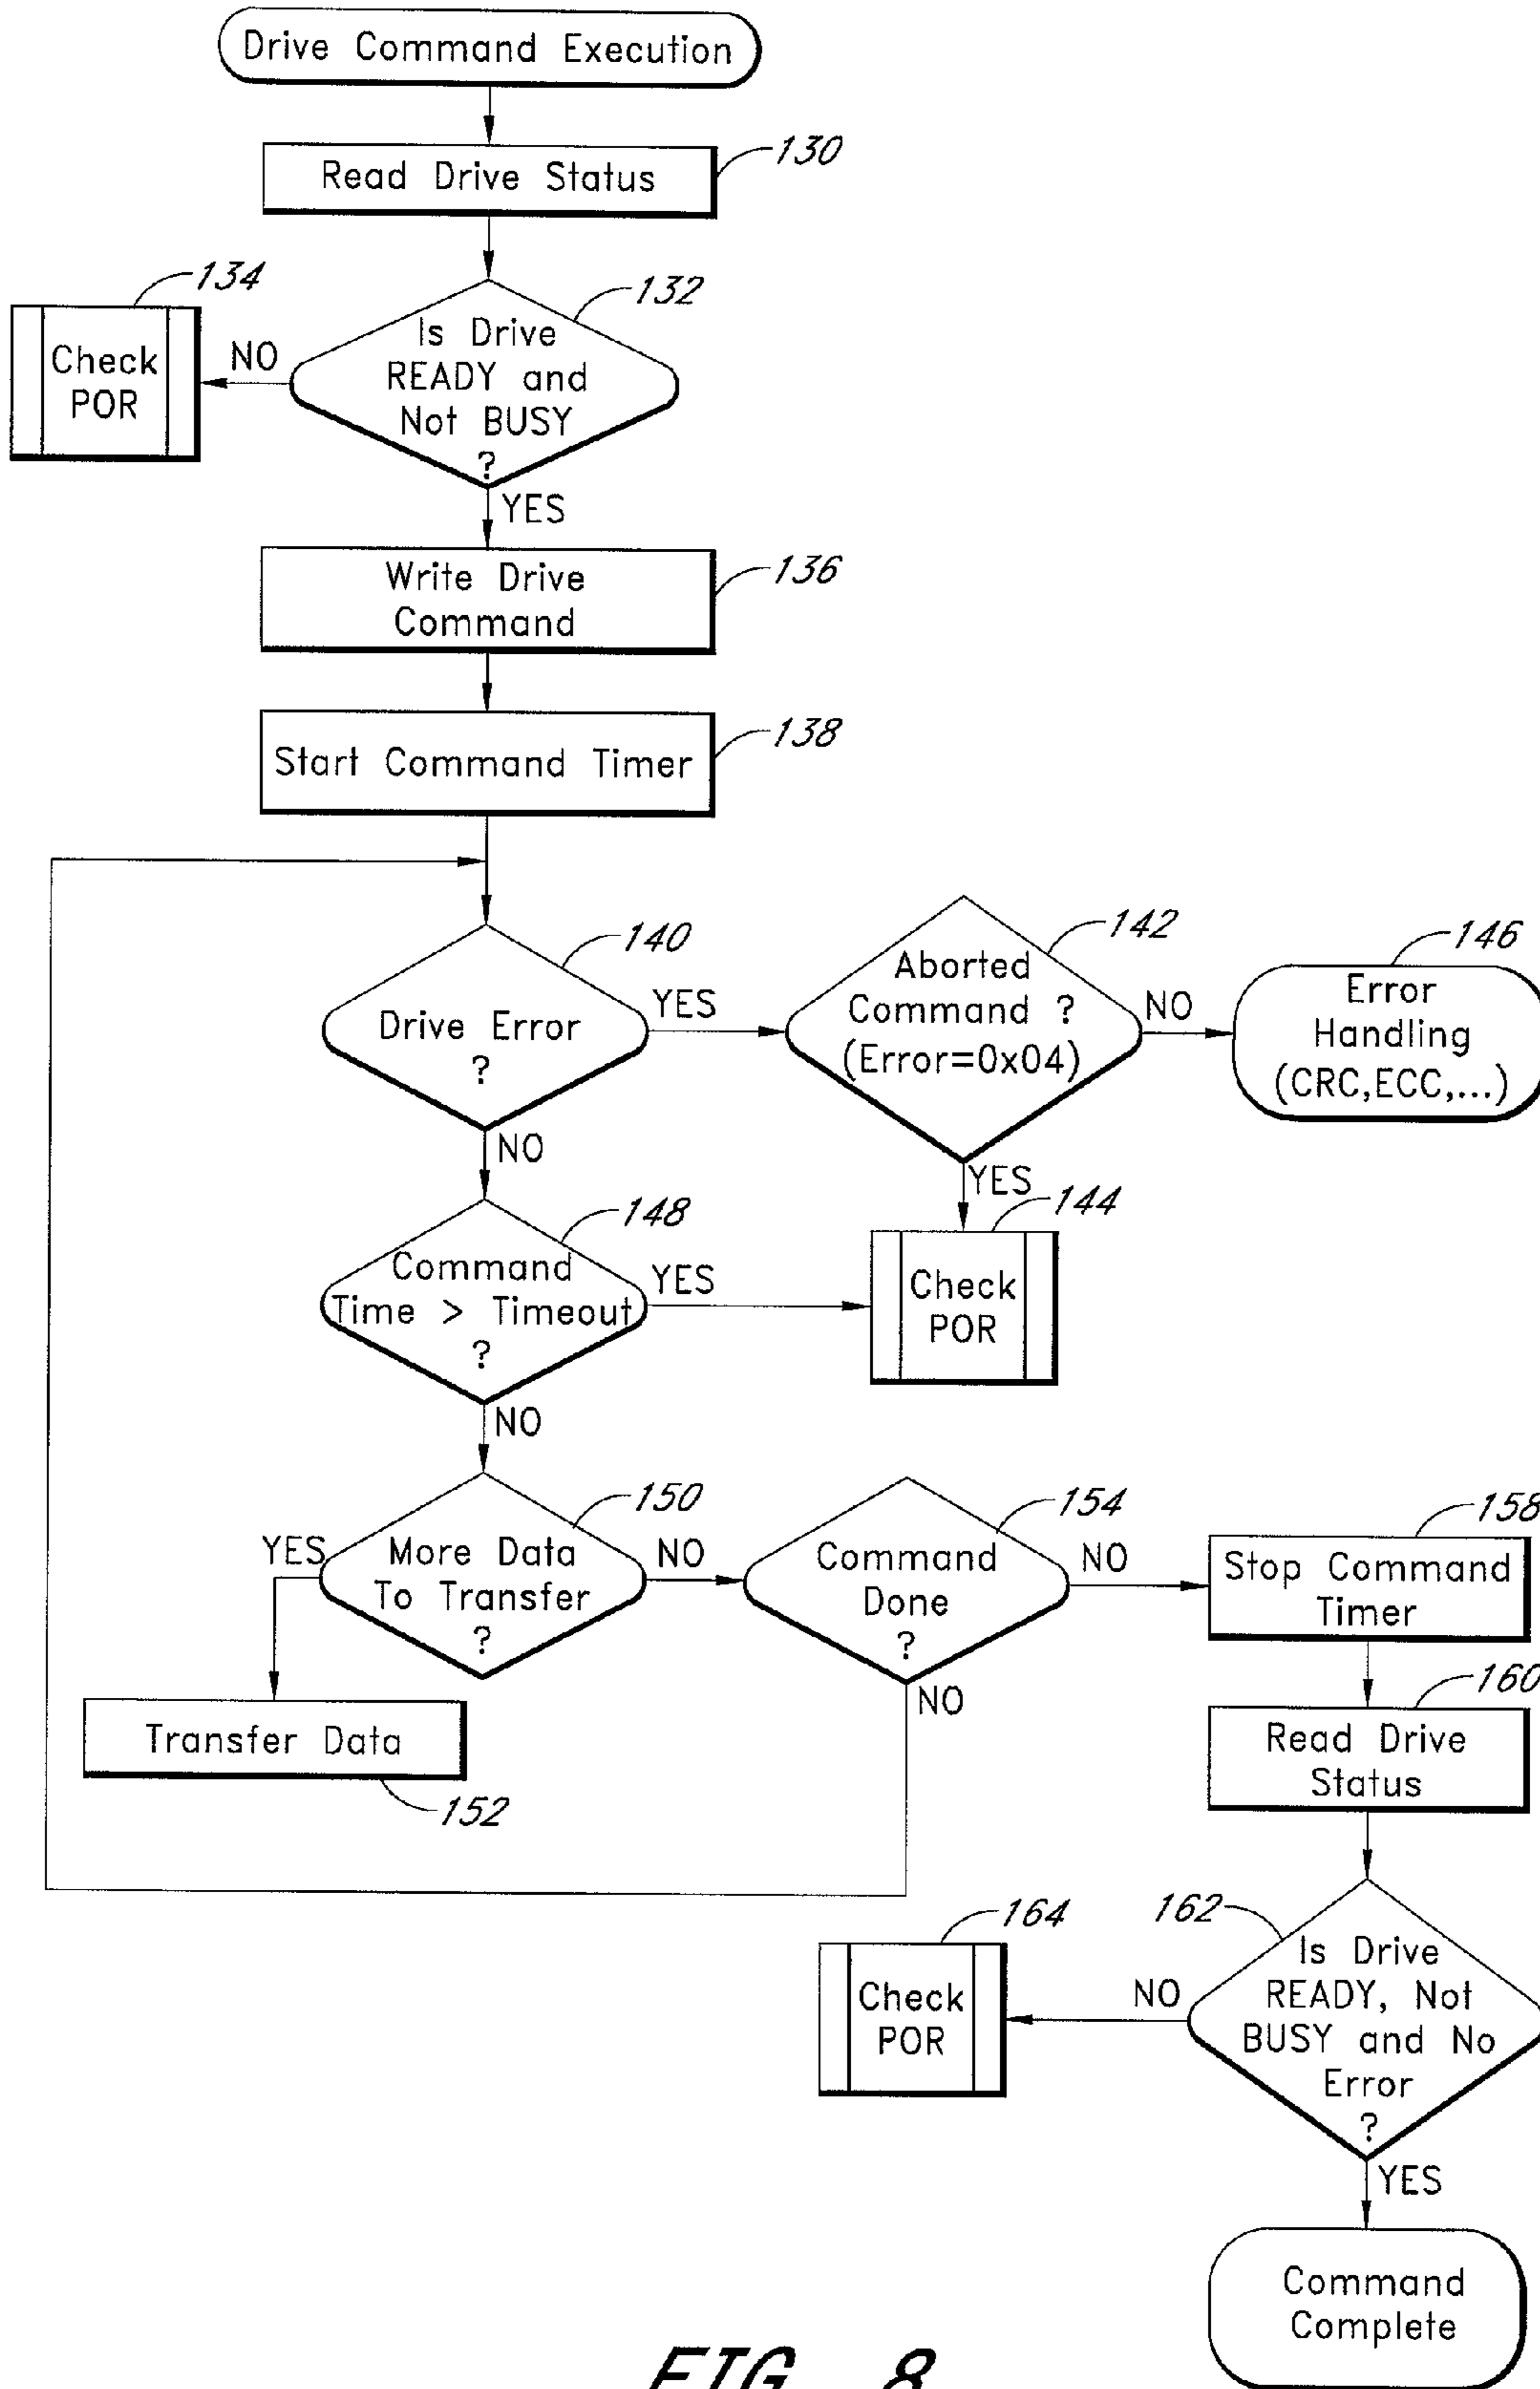 Drive Command Execution
130
Read Drive Status
134
132
Check
POR
NO
Is Drive
READY and
Not BUSY
?
YES
136
Write Drive
Command
138
Start Command Timer
140
Drive Error
?
YES
142
Aborted
Command ?
(Error=0x04)
NO
146
Error
Handling
(CRC,ECC,...)
NO
YES
144
148
Command
Time > Timeout
?
YES
Check
POR
NO
150
YES
More Data
To Transfer
?
NO
154
Command
Done
?
NO
158
Stop Command
Timer
NO
160
Transfer Data
152
Read Drive
Status
164
162
Check
POR
NO
Is Drive
READY, Not
BUSY and No
Error
?
YES
Command
Complete
FIG. 8